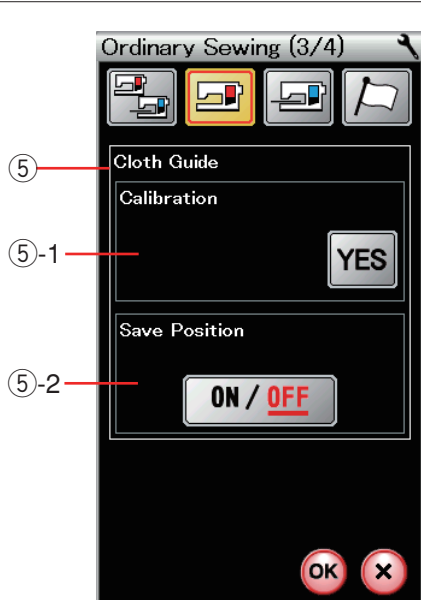 Ordinary Sewing (3/4)
⑤
Cloth Guide
Calibration
⑤-1
YES
Save Position
⑤-2
ON / OFF
OK